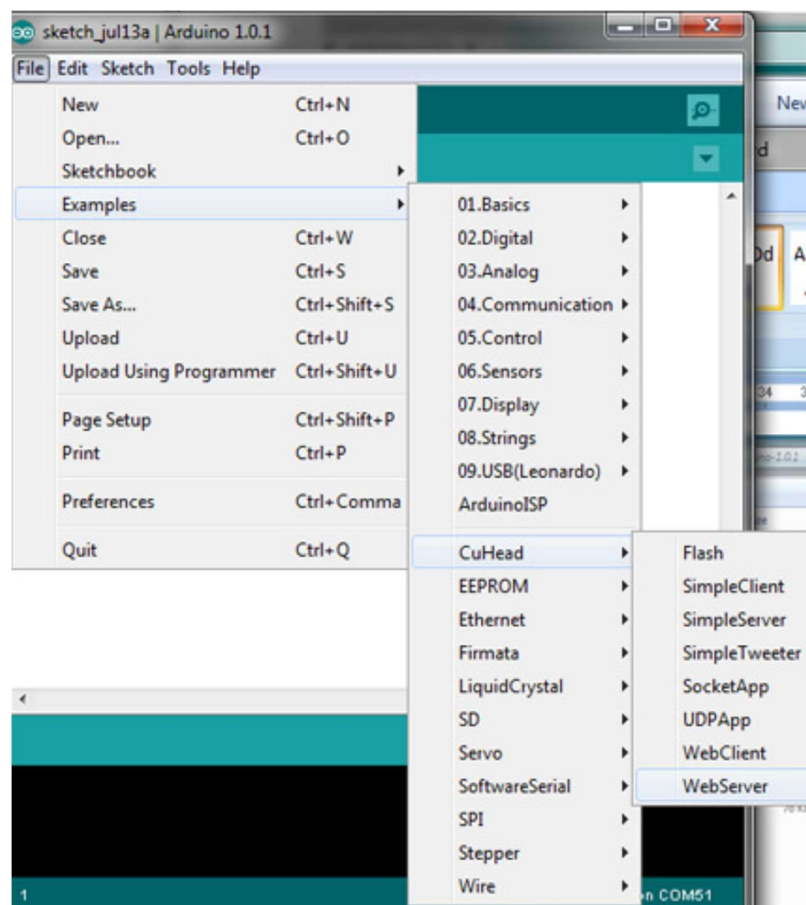 sketch_jul13a | Arduino 1.0.1
File Edit Sketch Tools Help
New Ctrl+N
Open... Ctrl+O
Sketchbook
Examples
Close Ctrl+W
Save Ctrl+S
Save As... Ctrl+Shift+S
Upload Ctrl+U
Upload Using Programmer Ctrl+Shift+U
Page Setup Ctrl+Shift+P
Print Ctrl+P
Preferences Ctrl+Comma
Quit Ctrl+Q
01.Basics
02.Digital
03.Analog
04.Communication
05.Control
06.Sensors
07.Display
08.Strings
09.USB(Leonardo)
ArduinoISP
CuHead
EEPROM
Ethernet
Firmata
LiquidCrystal
SD
Servo
SoftwareSerial
SPI
Stepper
Wire
Flash
SimpleClient
SimpleServer
SimpleTweeter
SocketApp
UDPApp
WebClient
WebServer
1
on COM51
New
34